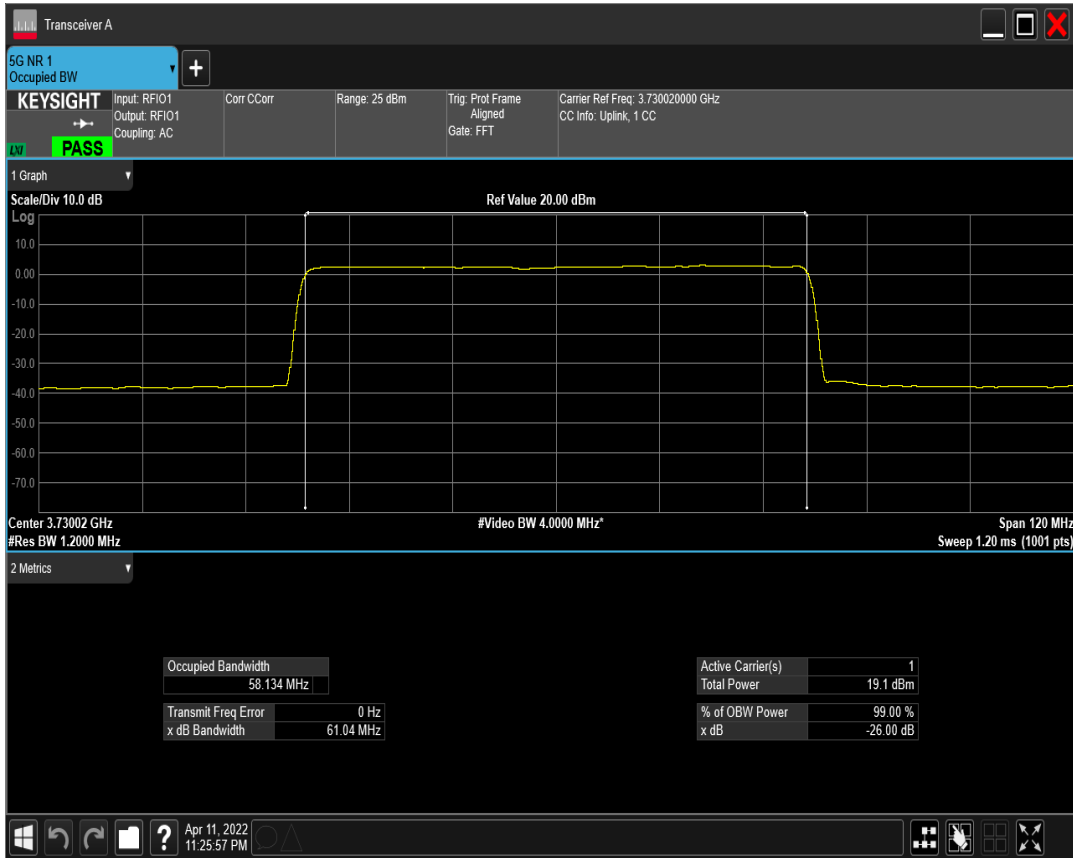 Transceiver A
5G NR 1
Occupied BW
+
KEYSIGHT
LXI
PASS
Input: RFIO1
Output: RFIO1
Coupling: AC
Corr CCorr
Range: 25 dBm
Trig: Prot Frame
Aligned
Gate: FFT
Carrier Ref Freq: 3.730020000 GHz
CC Info: Uplink, 1 CC
1 Graph
Scale/Div 10.0 dB
Ref Value 20.00 dBm
Log
10.0
0.00
-10.0
-20.0
-30.0
-40.0
-50.0
-60.0
-70.0
Center 3.73002 GHz
#Video BW 4.0000 MHz*
Span 120 MHz
#Res BW 1.2000 MHz
Sweep 1.20 ms (1001 pts)
2 Metrics
Occupied Bandwidth
58.134 MHz
Transmit Freq Error 0 Hz
x dB Bandwidth 61.04 MHz
Active Carrier(s) 1
Total Power 19.1 dBm
% of OBW Power 99.00 %
x dB -26.00 dB
?
Apr 11, 2022
11:25:57 PM